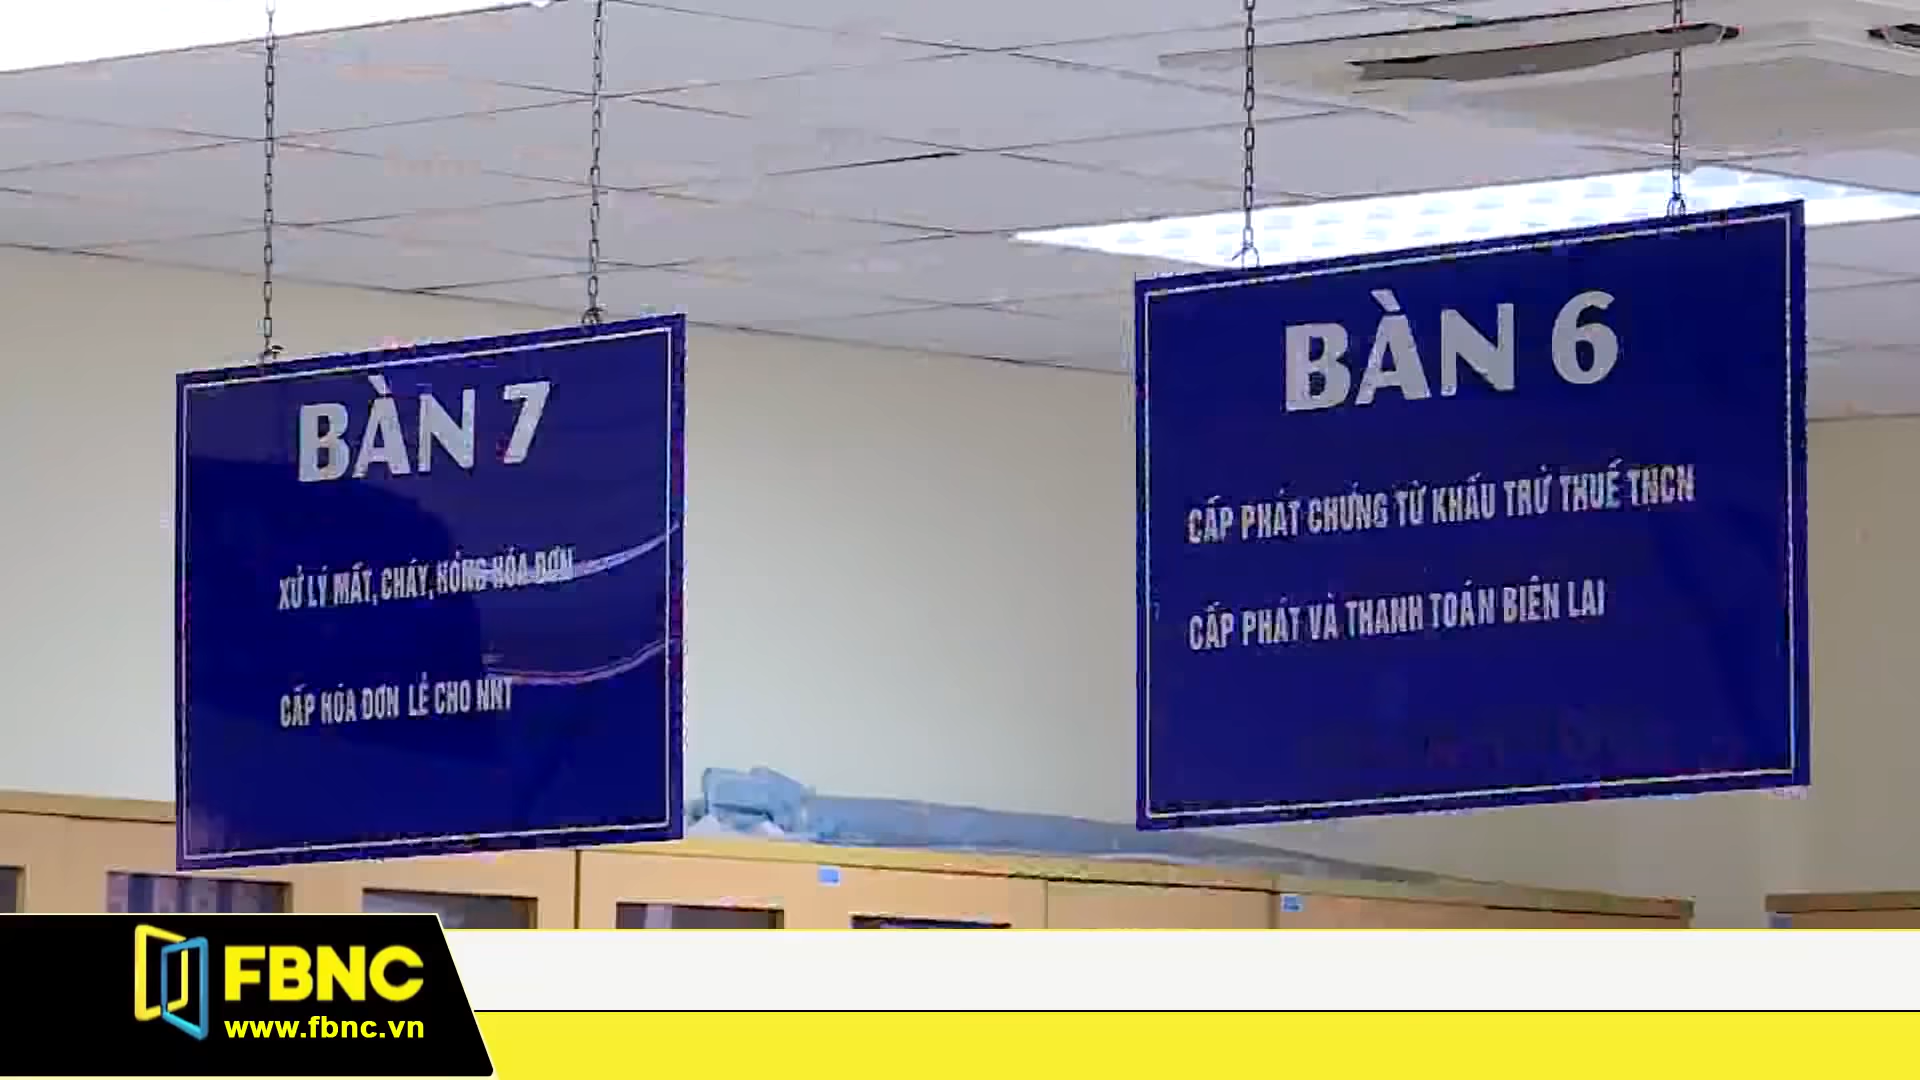 BÀN 7
XỬ LÝ MẤT, CHÁY, HỎNG HÓA ĐƠN
CẤP HÓA ĐƠN LẺ CHO NNT
BÀN 6
CẤP PHÁT CHỨNG TỪ KHẤU TRỪ THUẾ TNCN
CẤP PHÁT VÀ THANH TOÁN BIÊN LAI
FBNC
www.fbnc.vn